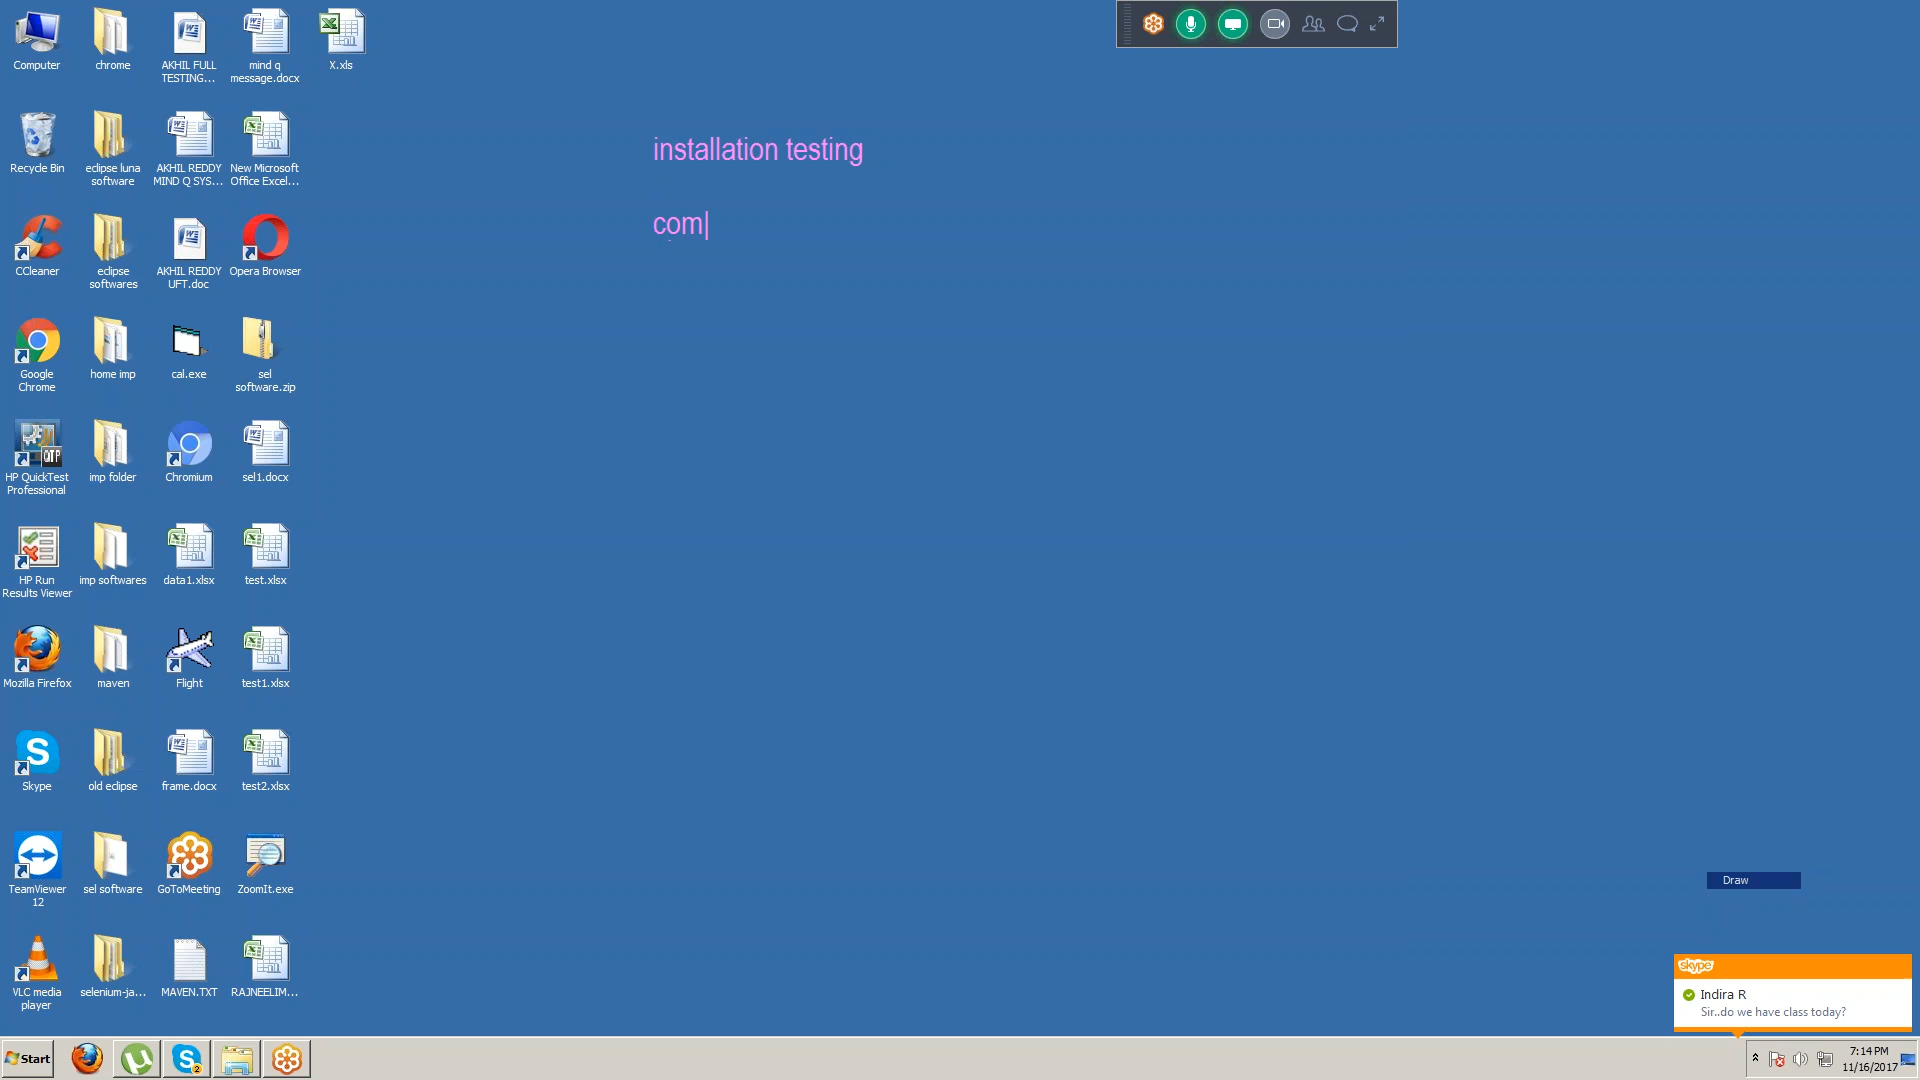 Computer
chrome
AKHIL FULL
TESTING...
mind q
message.docx
X.xls
installation testing
com
Recycle Bin
eclipse luna
software
AKHIL REDDY
MIND Q SYS...
New Microsoft
Office Excel...
CCleaner
eclipse
softwares
AKHIL REDDY
UFT.doc
Opera Browser
Google
Chrome
home imp
cal.exe
sel
software.zip
QTP
HP QuickTest
Professional
imp folder
Chromium
sel1.docx
HP Run
Results Viewer
imp softwares
data1.xlsx
test.xlsx
Mozilla Firefox
maven
Flight
test1.xlsx
Skype
old eclipse
frame.docx
test2.xlsx
TeamViewer
12
sel software
GoToMeeting
ZoomIt.exe
Draw
VLC media
player
selenium-ja...
MAVEN.TXT
RAJNEELIM...
skype
Indira R
Sir..do we have class today?
Start
2
7:14 PM
11/16/2017